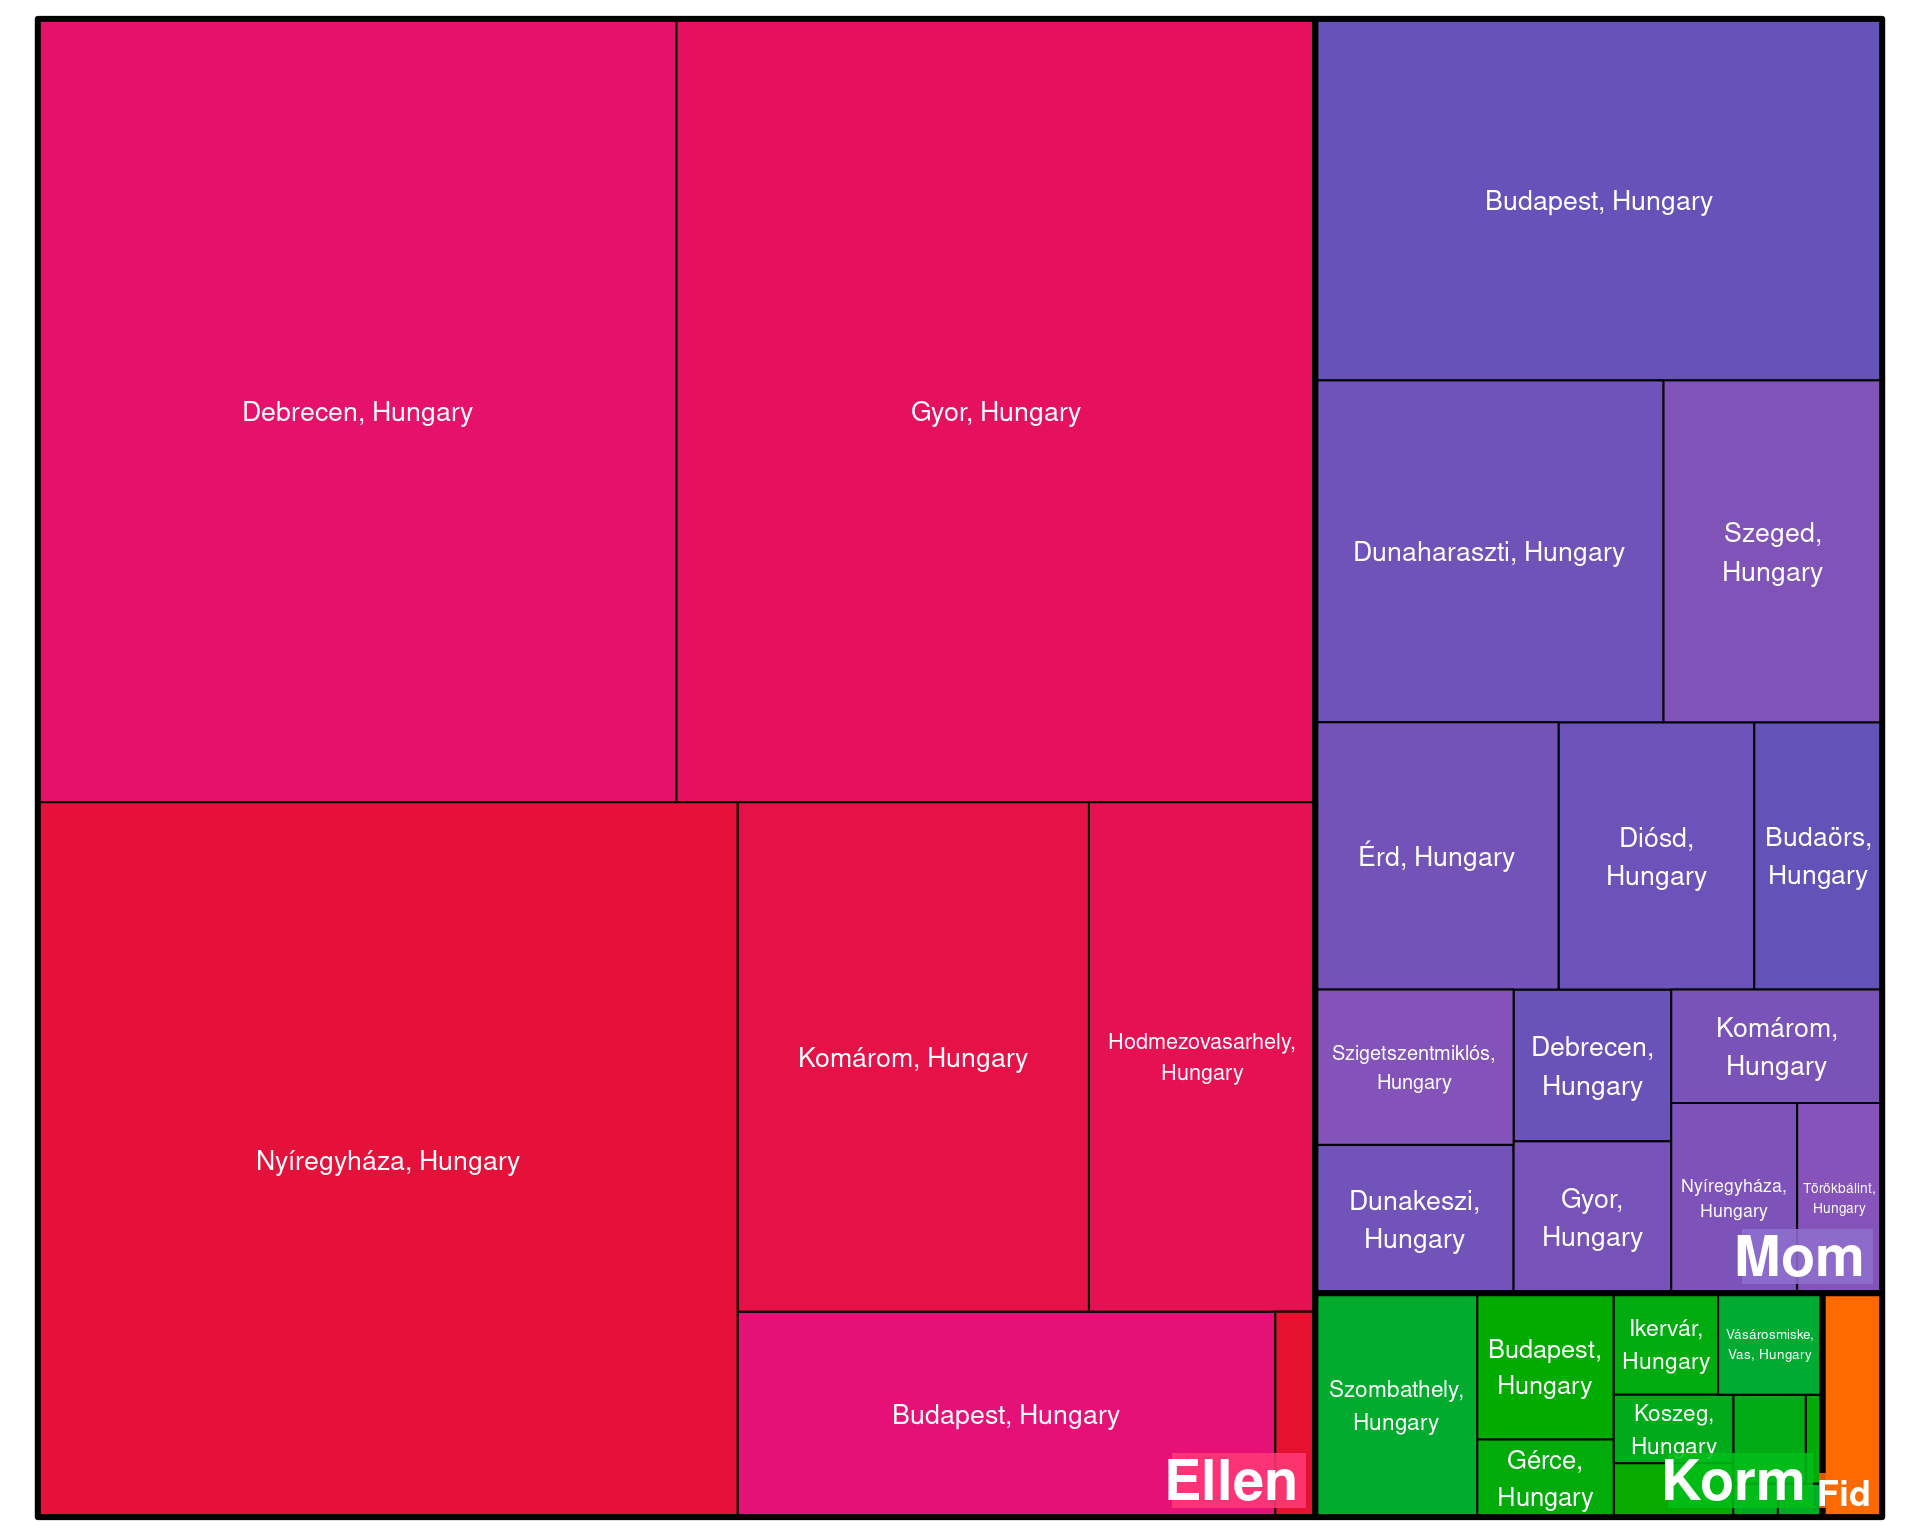 Debrecen, Hungary
Gyor, Hungary
Nyíregyháza, Hungary
Komárom, Hungary
Hodmezovasarhely,
Hungary
Budapest, Hungary
Ellen
Budapest, Hungary
Dunaharaszti, Hungary
Szeged,
Hungary
Érd, Hungary
Diósd,
Hungary
Budaörs,
Hungary
Szigetszentmiklós,
Hungary
Debrecen,
Hungary
Komárom,
Hungary
Dunakeszi,
Hungary
Gyor,
Hungary
Nyíregyháza,
Hungary
Törökbálint,
Hungary
Mom
Szombathely,
Hungary
Budapest,
Hungary
Gérce,
Hungary
Ikervár,
Hungary
Vásárosmiske,
Vas, Hungary
Koszeg,
Hungary
Korm
Fid